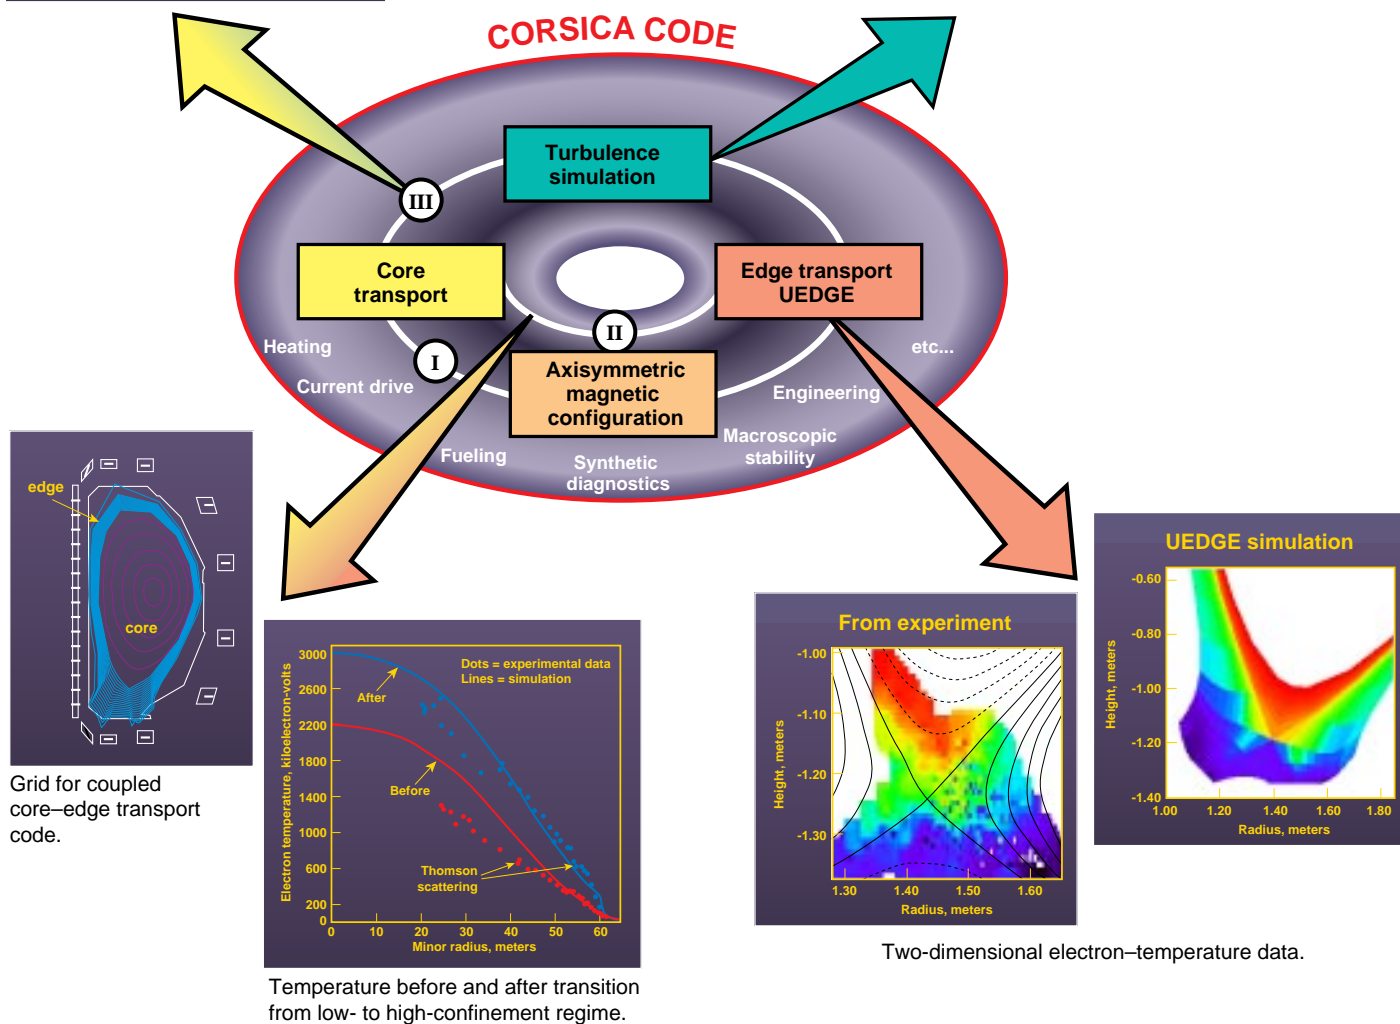 CORSICA CODE
Turbulence
simulation
III
Core
transport
Edge transport
UEDGE
II
I
Axisymmetric
magnetic
configuration
Heating
Current drive
Fueling
Synthetic
diagnostics
Macroscopic
stability
Engineering
etc...
edge
core
Grid for coupled
core–edge transport
code.
3000
2600
2200
1800
1400
1000
600
200
0
Electron temperature, kiloelectron-volts
Dots = experimental data
Lines = simulation
After
Before
Thomson
scattering
0 10 20 30 40 50 60
Minor radius, meters
Temperature before and after transition
from low- to high-confinement regime.
From experiment
-1.00
-1.10
-1.20
-1.30
Height, meters
1.30 1.40 1.50 1.60
Radius, meters
UEDGE simulation
-0.60
-0.80
-1.00
-1.20
-1.40
Height, meters
1.00 1.20 1.40 1.60 1.80
Radius, meters
Two-dimensional electron–temperature data.